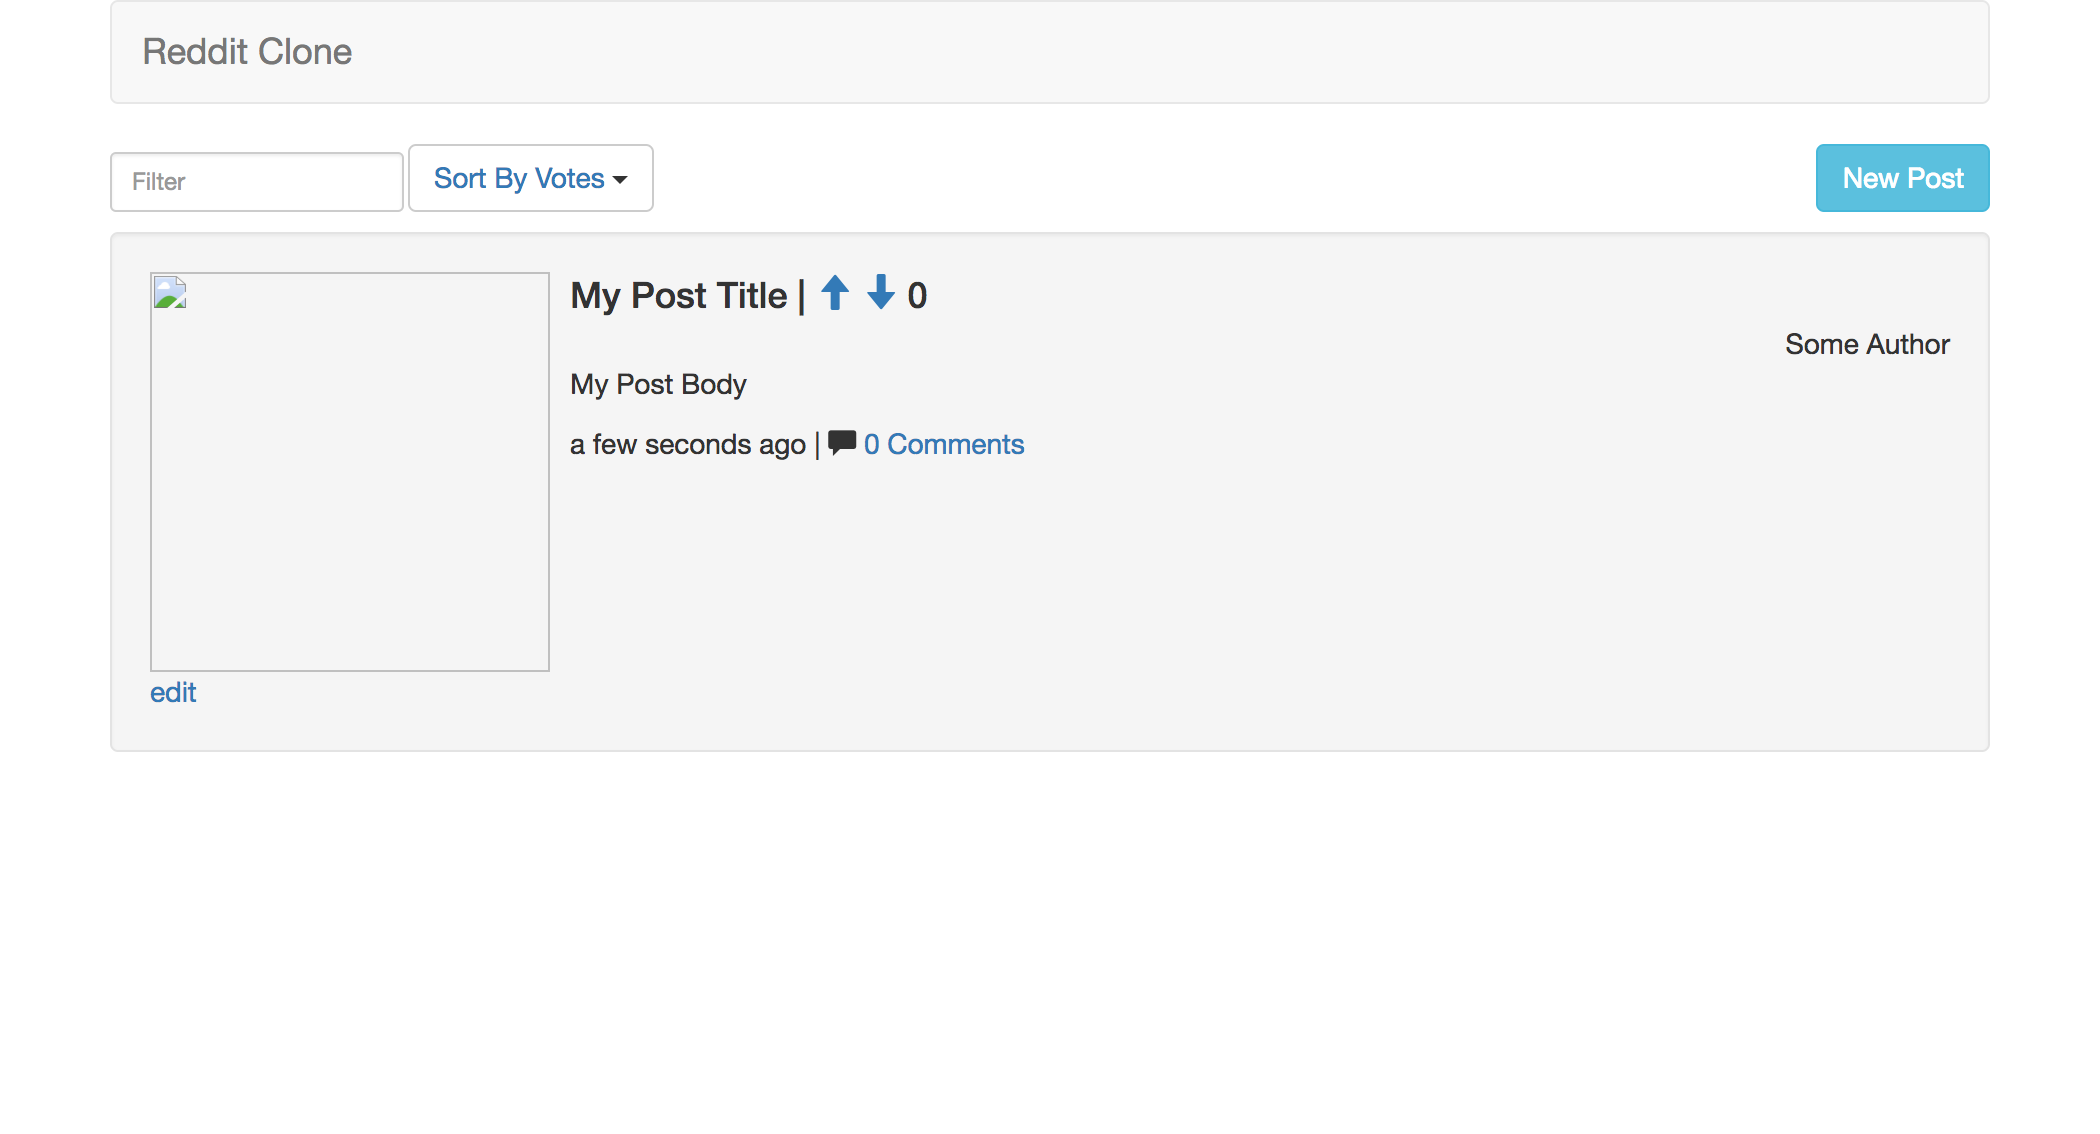 Reddit Clone
Filter
Sort By Votes
New Post
My Post Title | 0
Some Author
My Post Body
a few seconds ago | 0 Comments
edit